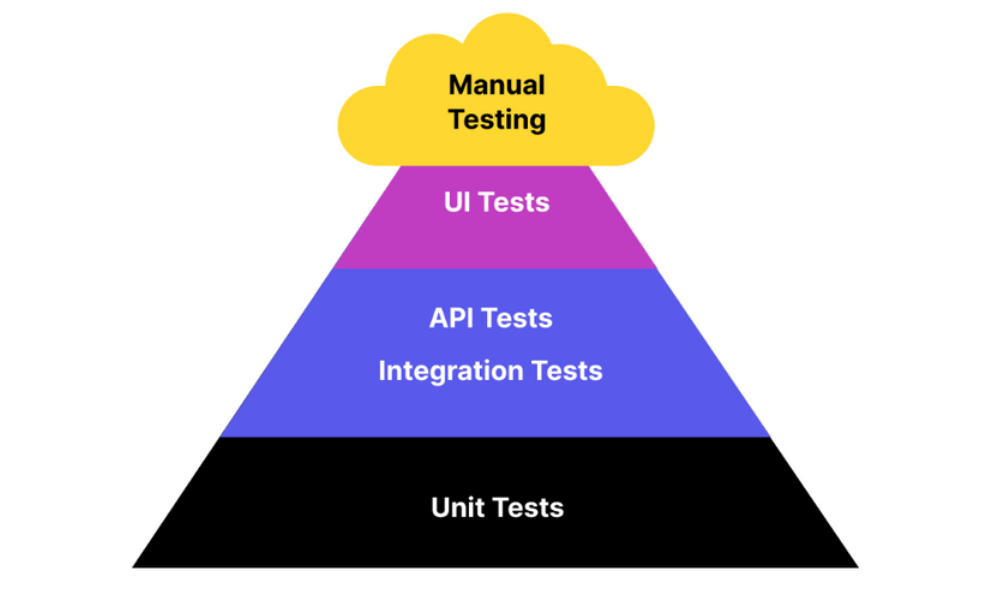 Manual
Testing
UI Tests
API Tests
Integration Tests
Unit Tests